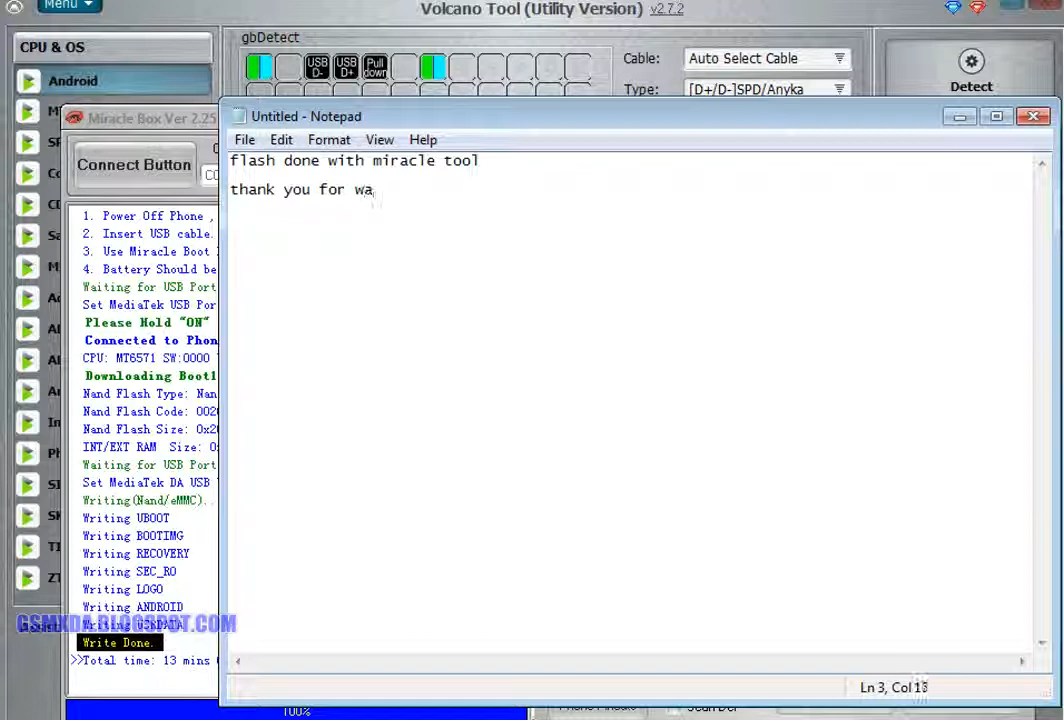 Menu
Volcano Tool (Utility Version) v2.7.2
CPU & OS
gbDetect
Android
USB D-
USB D+
Pull down
Cable:
Auto Select Cable
Type:
[D+/D-]SPD/Anyka
Detect
Miracle Box Ver 2.25
Connect Button
Untitled - Notepad
File Edit Format View Help
flash done with miracle tool
thank you for wa
1. Power Off Phone ,
2. Insert USB cable.
3. Use Miracle Boot
4. Battery Should be
Waiting for USB Port
Set MediaTek USB Por
Please Hold "ON"
Connected to Phon
CPU: MT6571 SW:0000
Downloading Boot1
Nand Flash Type: Nan
Nand Flash Code: 002
Nand Flash Size: 0x2
INT/EXT RAM Size: 0
Waiting for USB Port
Set MediaTek DA USB
Writing(Nand/eMMC)..
Writing UBOOT
Writing BOOTIMG
Writing RECOVERY
Writing SEC_RO
Writing LOGO
Writing ANDROID
Writing USRDATA
GSMXDA.BLOGSPOT.COM
Write Done.
>>Total time: 13 mins
100%
Ln 3, Col